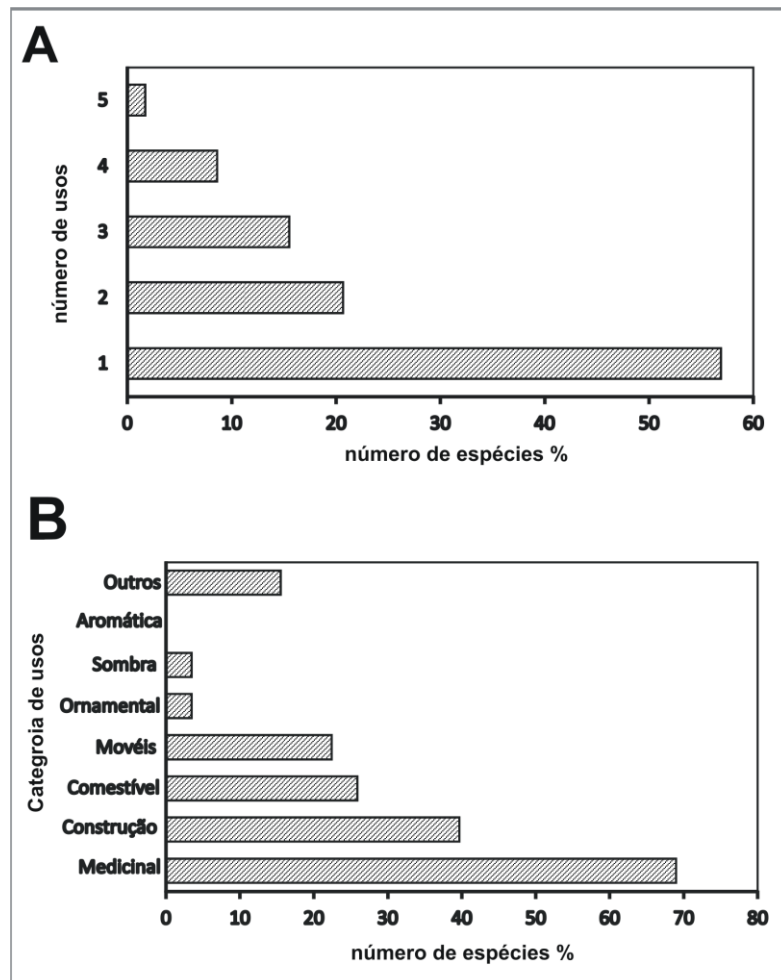 A
5
4
3
2
1
número de usos
0 10 20 30 40 50 60
número de espécies %
B
Outros
Aromática
Sombra
Ornamental
Movéis
Comestível
Construção
Medicinal
Categroia de usos
0 10 20 30 40 50 60 70 80
número de espécies %